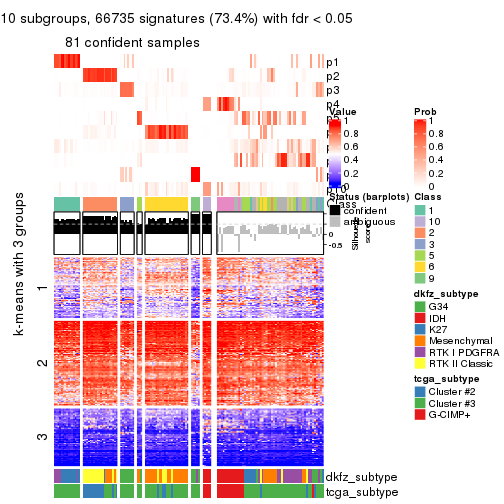 10 subgroups, 66735 signatures (73.4%) with fdr < 0.05
81 confident samples
p1
p2
p3
p4
Value
1
0.8
0.6
0.4
0.2
0
Prob
1
0.8
0.6
0.4
0.2
0
Status (barplots)
confident
ambiguous
0
-0.5
Silhouette
score
Class
1
10
2
3
5
6
9
dkfz_subtype
G34
IDH
K27
Mesenchymal
RTK I PDGFRA
RTK II Classic
tcga_subtype
Cluster #2
Cluster #3
G-CIMP+
k-means with 3 groups
1
2
3
dkfz_subtype
tcga_subtype